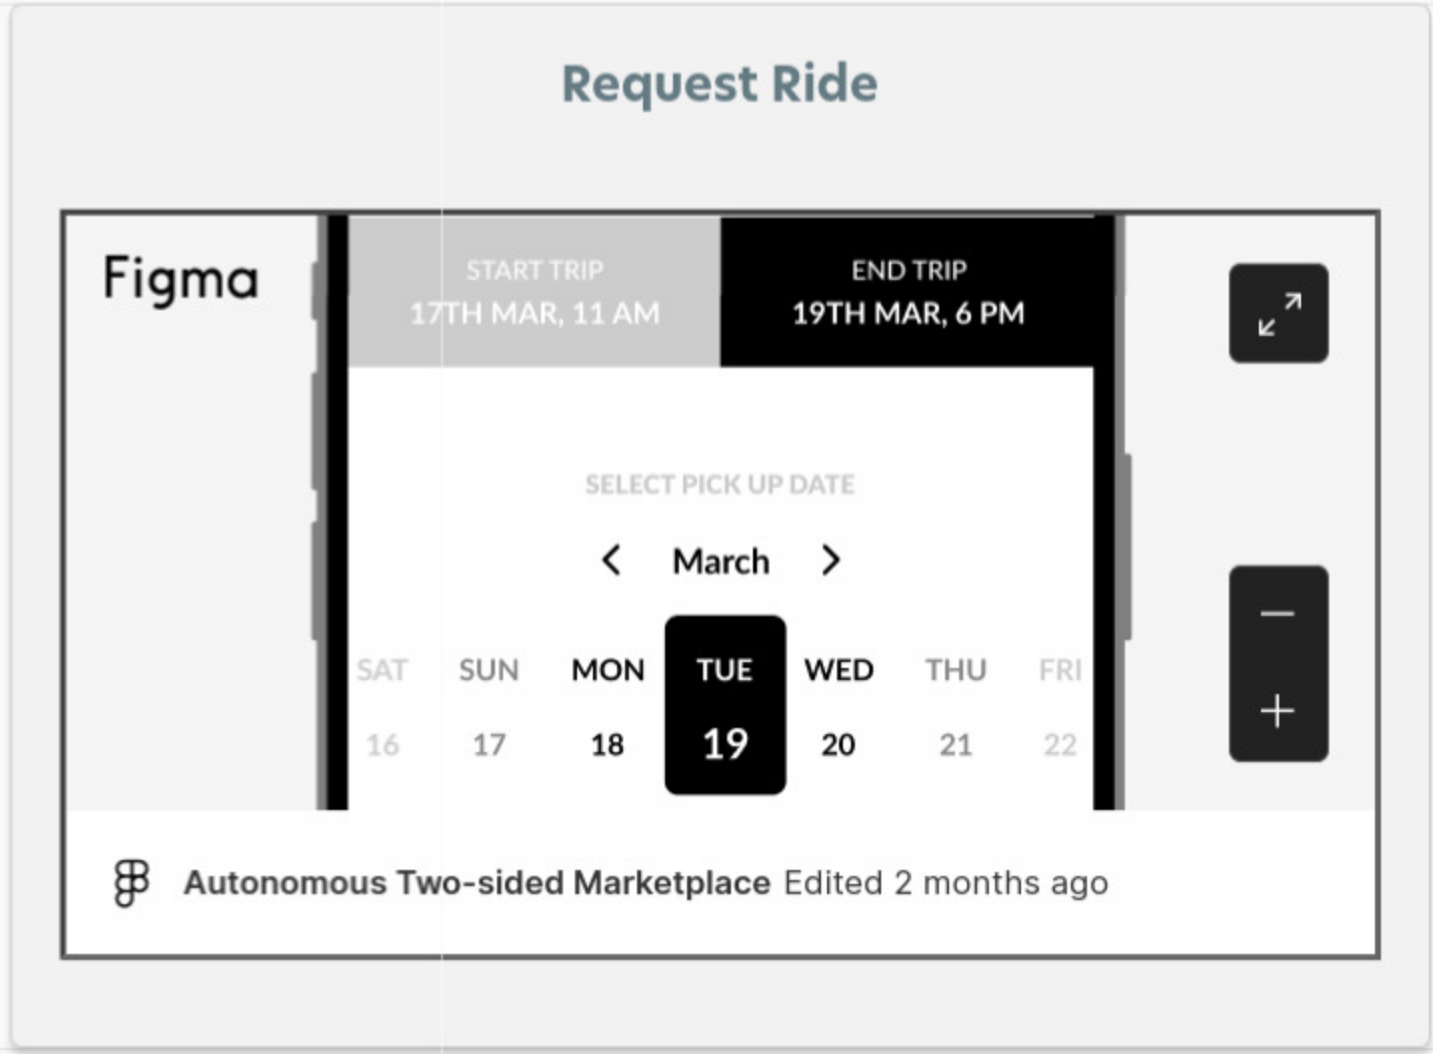 Request Ride
Figma
START TRIP
17TH MAR, 11 AM
END TRIP
19TH MAR, 6 PM
SELECT PICK UP DATE
March
SAT SUN MON TUE WED THU FRI
16 17 18 19 20 21 22
Autonomous Two-sided Marketplace Edited 2 months ago